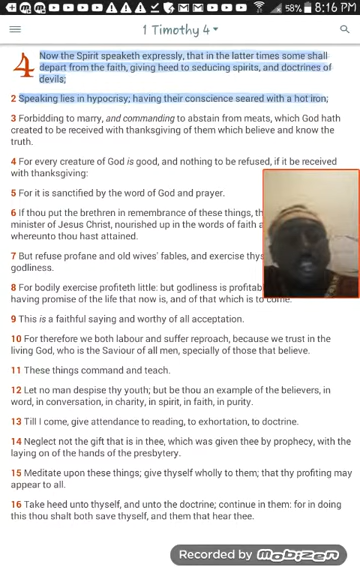 58% 8:16 PM
1 Timothy 4
4 Now the Spirit speaketh expressly, that in the latter times some shall
depart from the faith, giving heed to seducing spirits, and doctrines of
devils;
2 Speaking lies in hypocrisy; having their conscience seared with a hot iron;
3 Forbidding to marry, and commanding to abstain from meats, which God hath
created to be received with thanksgiving of them which believe and know the
truth.
4 For every creature of God is good, and nothing to be refused, if it be received
with thanksgiving:
5 For it is sanctified by the word of God and prayer.
6 If thou put the brethren in remembrance of these things,
minister of Jesus Christ, nourished up in the words of faith
whereunto thou hast attained.
7 But refuse profane and old wives' fables, and exercise
godliness.
8 For bodily exercise profiteth little: but godliness is
having promise of the life that now is, and of that which is to come.
9 This is a faithful saying and worthy of all acceptation.
10 For therefore we both labour and suffer reproach, because we trust in the
living God, who is the Saviour of all men, specially of those that believe.
11 These things command and teach.
12 Let no man despise thy youth; but be thou an example of the believers, in
word, in conversation, in charity, in spirit, in faith, in purity.
13 Till I come, give attendance to reading, to exhortation, to doctrine.
14 Neglect not the gift that is in thee, which was given thee by prophecy, with the
laying on of the hands of the presbytery.
15 Meditate upon these things; give thyself wholly to them; that thy profiting may
appear to all.
16 Take heed unto thyself, and unto the doctrine; continue in them: for in doing
this thou shalt both save thyself, and them that hear thee.
Recorded by mobizen